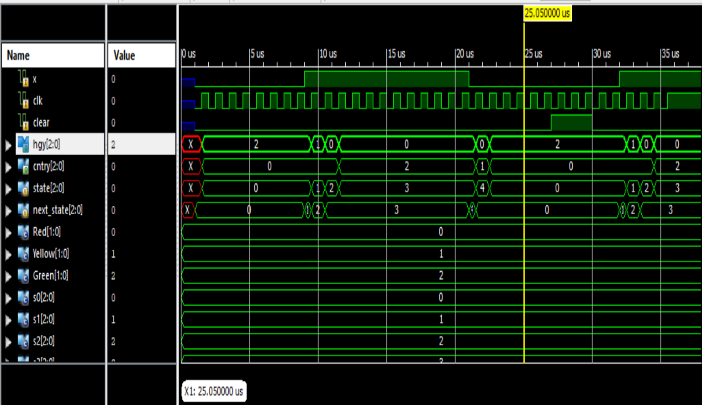 25.050000 us
Name Value 0 us 5 us 10 us 15 us 20 us 25 us 30 us 35 us
x 0
clk 0
clear 0
hgy[2:0] 2 X 2 1 0 0 0 2 1 0 0
cntry[2:0] 0 X 0 2 1 0 2
state[2:0] 0 X 0 1 2 3 4 0 1 2 3
next_state[2:0] 0 X 0 1 2 3 0 1 2 3
Red[1:0] 0 0
Yellow[1:0] 1 1
Green[1:0] 2 2
s0[2:0] 0 0
s1[2:0] 1 1
s2[2:0] 2 2
X1: 25.050000 us